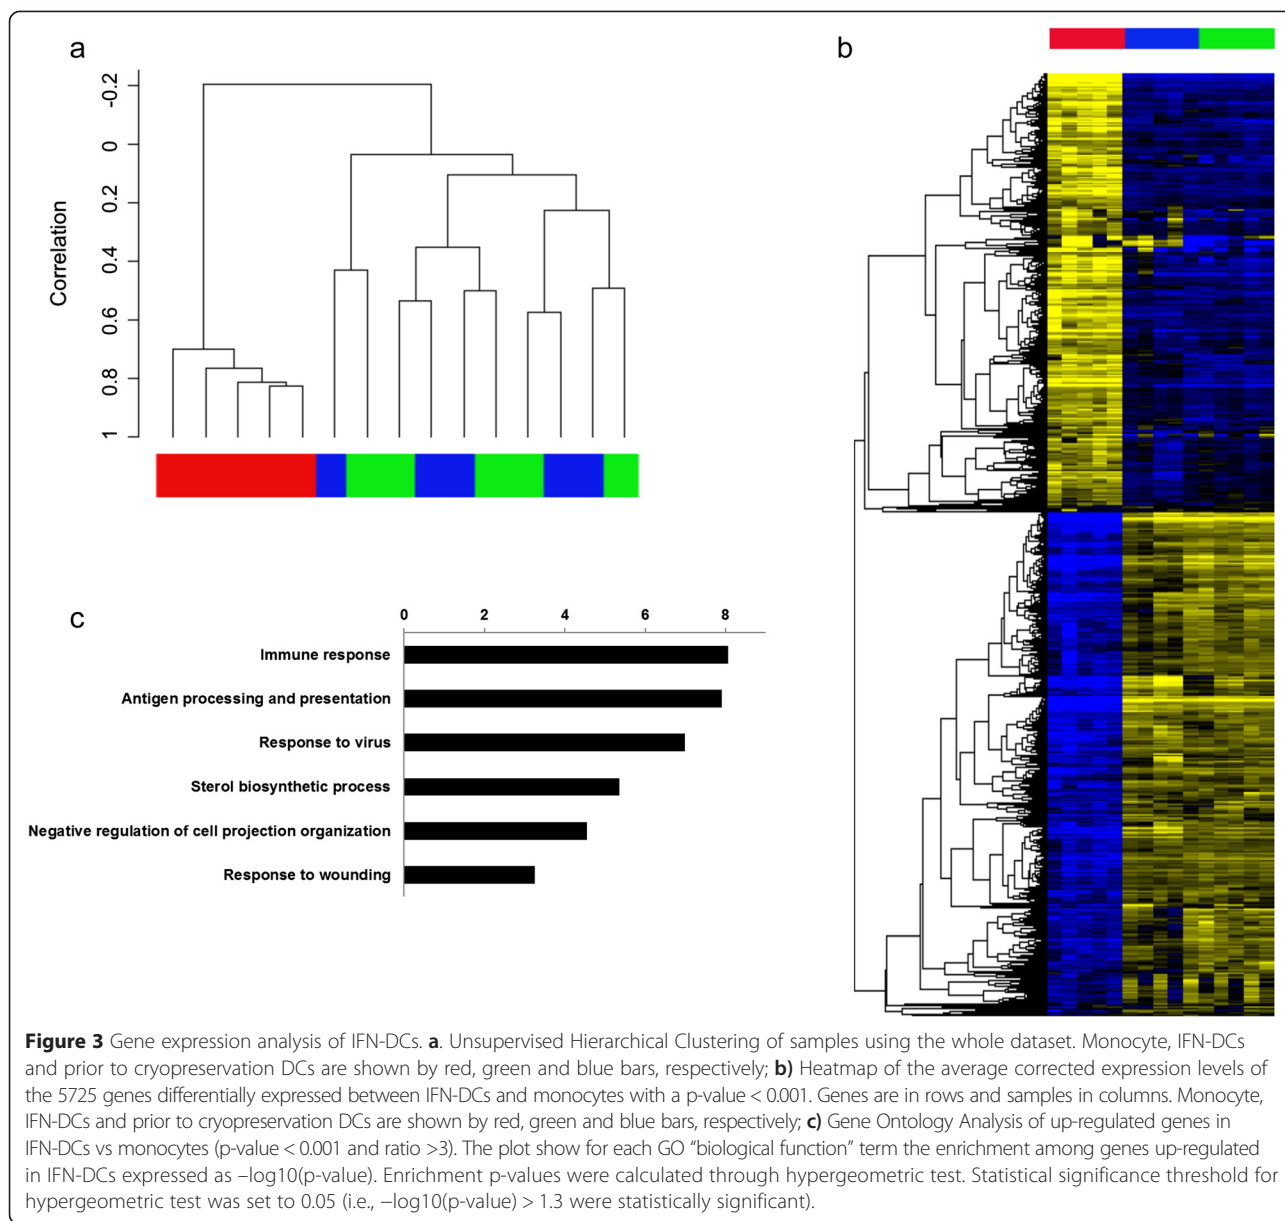 a
Correlation
-0.2
0
0.2
0.4
0.6
0.8
1
b
c
0 2 4 6 8
Immune response
Antigen processing and presentation
Response to virus
Sterol biosynthetic process
Negative regulation of cell projection organization
Response to wounding
Figure 3 Gene expression analysis of IFN-DCs. a. Unsupervised Hierarchical Clustering of samples using the whole dataset. Monocyte, IFN-DCs
and prior to cryopreservation DCs are shown by red, green and blue bars, respectively; b) Heatmap of the average corrected expression levels of
the 5725 genes differentially expressed between IFN-DCs and monocytes with a p-value < 0.001. Genes are in rows and samples in columns. Monocyte,
IFN-DCs and prior to cryopreservation DCs are shown by red, green and blue bars, respectively; c) Gene Ontology Analysis of up-regulated genes in
IFN-DCs vs monocytes (p-value < 0.001 and ratio >3). The plot show for each GO “biological function” term the enrichment among genes up-regulated
in IFN-DCs expressed as –log10(p-value). Enrichment p-values were calculated through hypergeometric test. Statistical significance threshold for
hypergeometric test was set to 0.05 (i.e., −log10(p-value) > 1.3 were statistically significant).